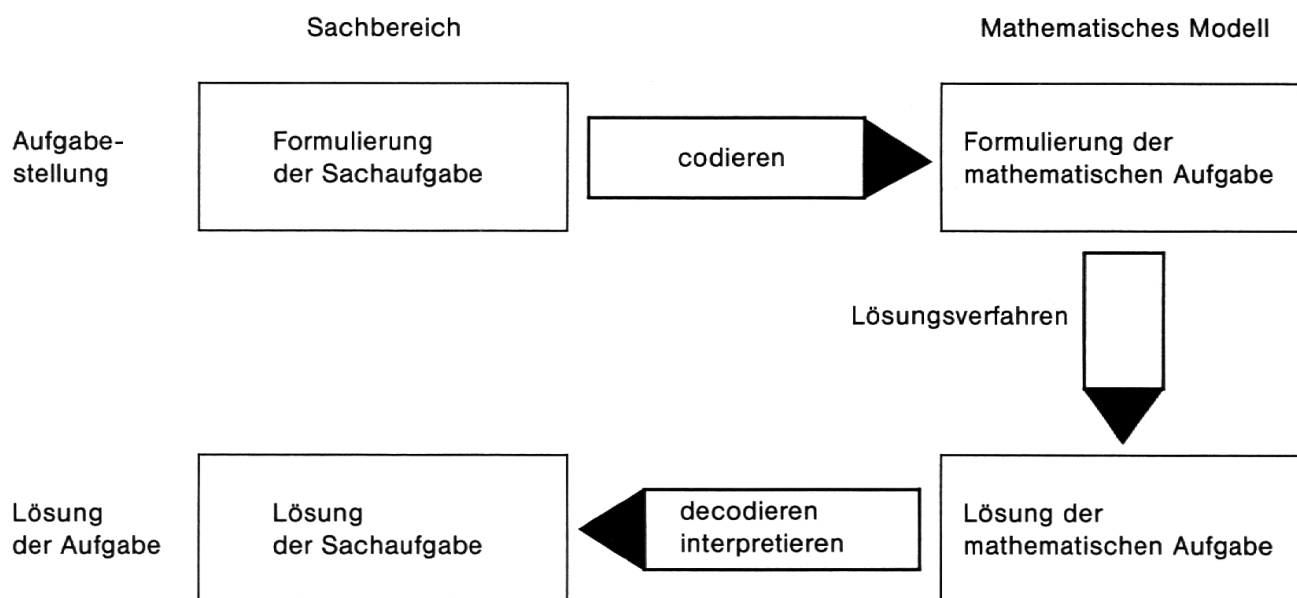 Sachbereich
Mathematisches Modell
Aufgabe-
stellung
Formulierung
der Sachaufgabe
codieren
Formulierung der
mathematischen Aufgabe
Lösungsverfahren
Lösung
der Aufgabe
Lösung
der Sachaufgabe
decodieren
interpretieren
Lösung der
mathematischen Aufgabe